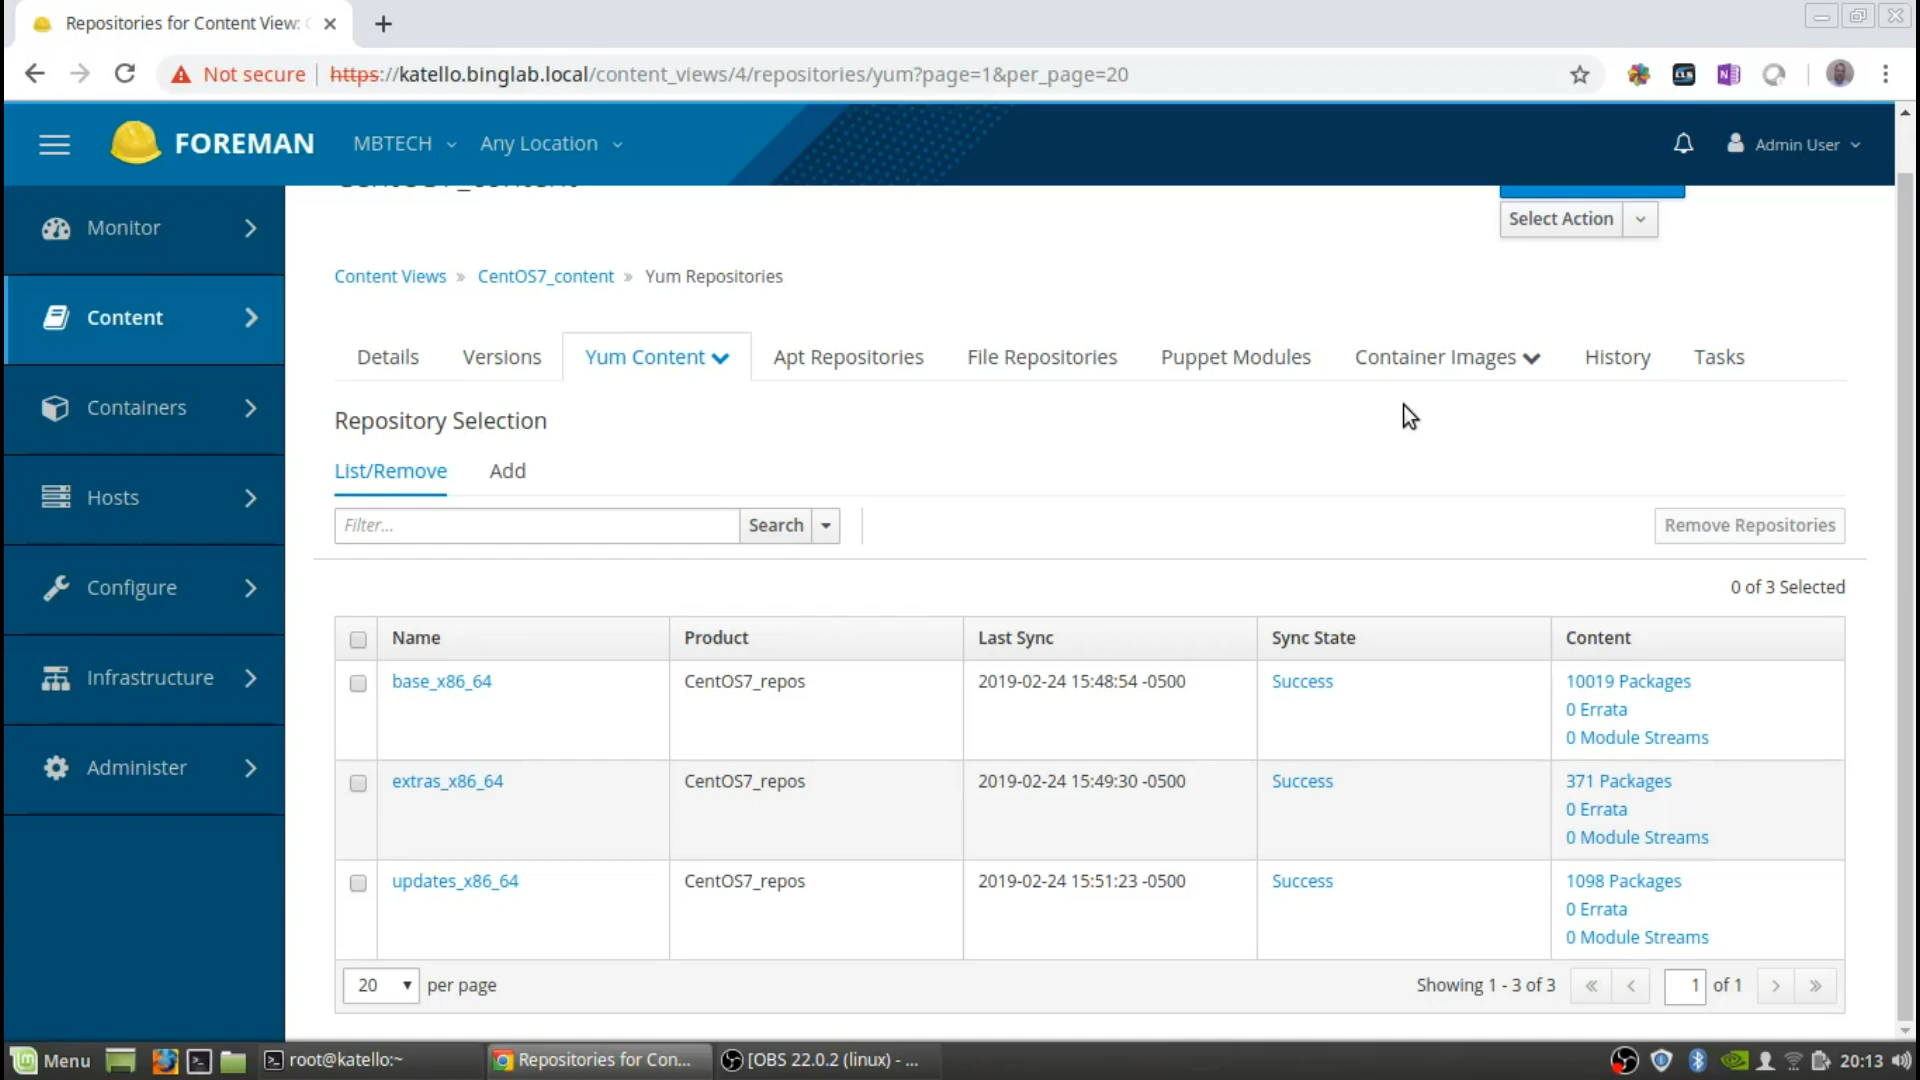 Repositories for Content View:
Not secure https://katello.binglab.local/content_views/4/repositories/yum?page=1&per_page=20
FOREMAN MBTECH Any Location Admin User
Select Action
Monitor
Content
Containers
Hosts
Configure
Infrastructure
Administer
Content Views » CentOS7_content » Yum Repositories
Details Versions Yum Content Apt Repositories File Repositories Puppet Modules Container Images History Tasks
Repository Selection
List/Remove Add
Filter... Search Remove Repositories
0 of 3 Selected
Name Product Last Sync Sync State Content
base_x86_64 CentOS7_repos 2019-02-24 15:48:54 -0500 Success 10019 Packages
0 Errata
0 Module Streams
extras_x86_64 CentOS7_repos 2019-02-24 15:49:30 -0500 Success 371 Packages
0 Errata
0 Module Streams
updates_x86_64 CentOS7_repos 2019-02-24 15:51:23 -0500 Success 1098 Packages
0 Errata
0 Module Streams
20 per page Showing 1 - 3 of 3 « ‹ 1 of 1 › »
Menu root@katello:~ Repositories for Con... [OBS 22.0.2 (linux) - ... 20:13